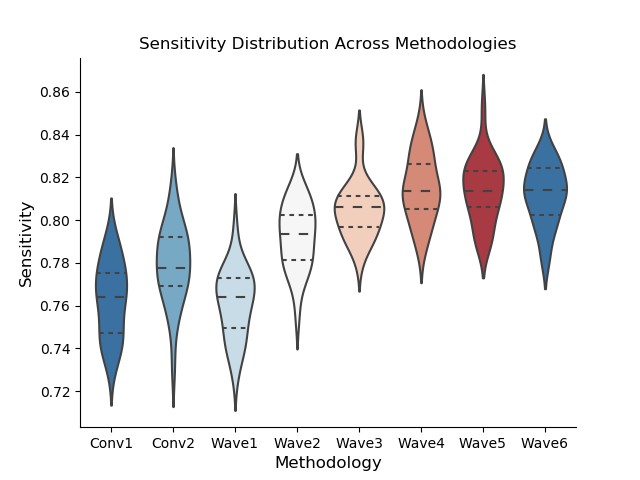 Sensitivity Distribution Across Methodologies
Sensitivity
0.86
0.84
0.82
0.80
0.78
0.76
0.74
0.72
Conv1 Conv2 Wave1 Wave2 Wave3 Wave4 Wave5 Wave6
Methodology